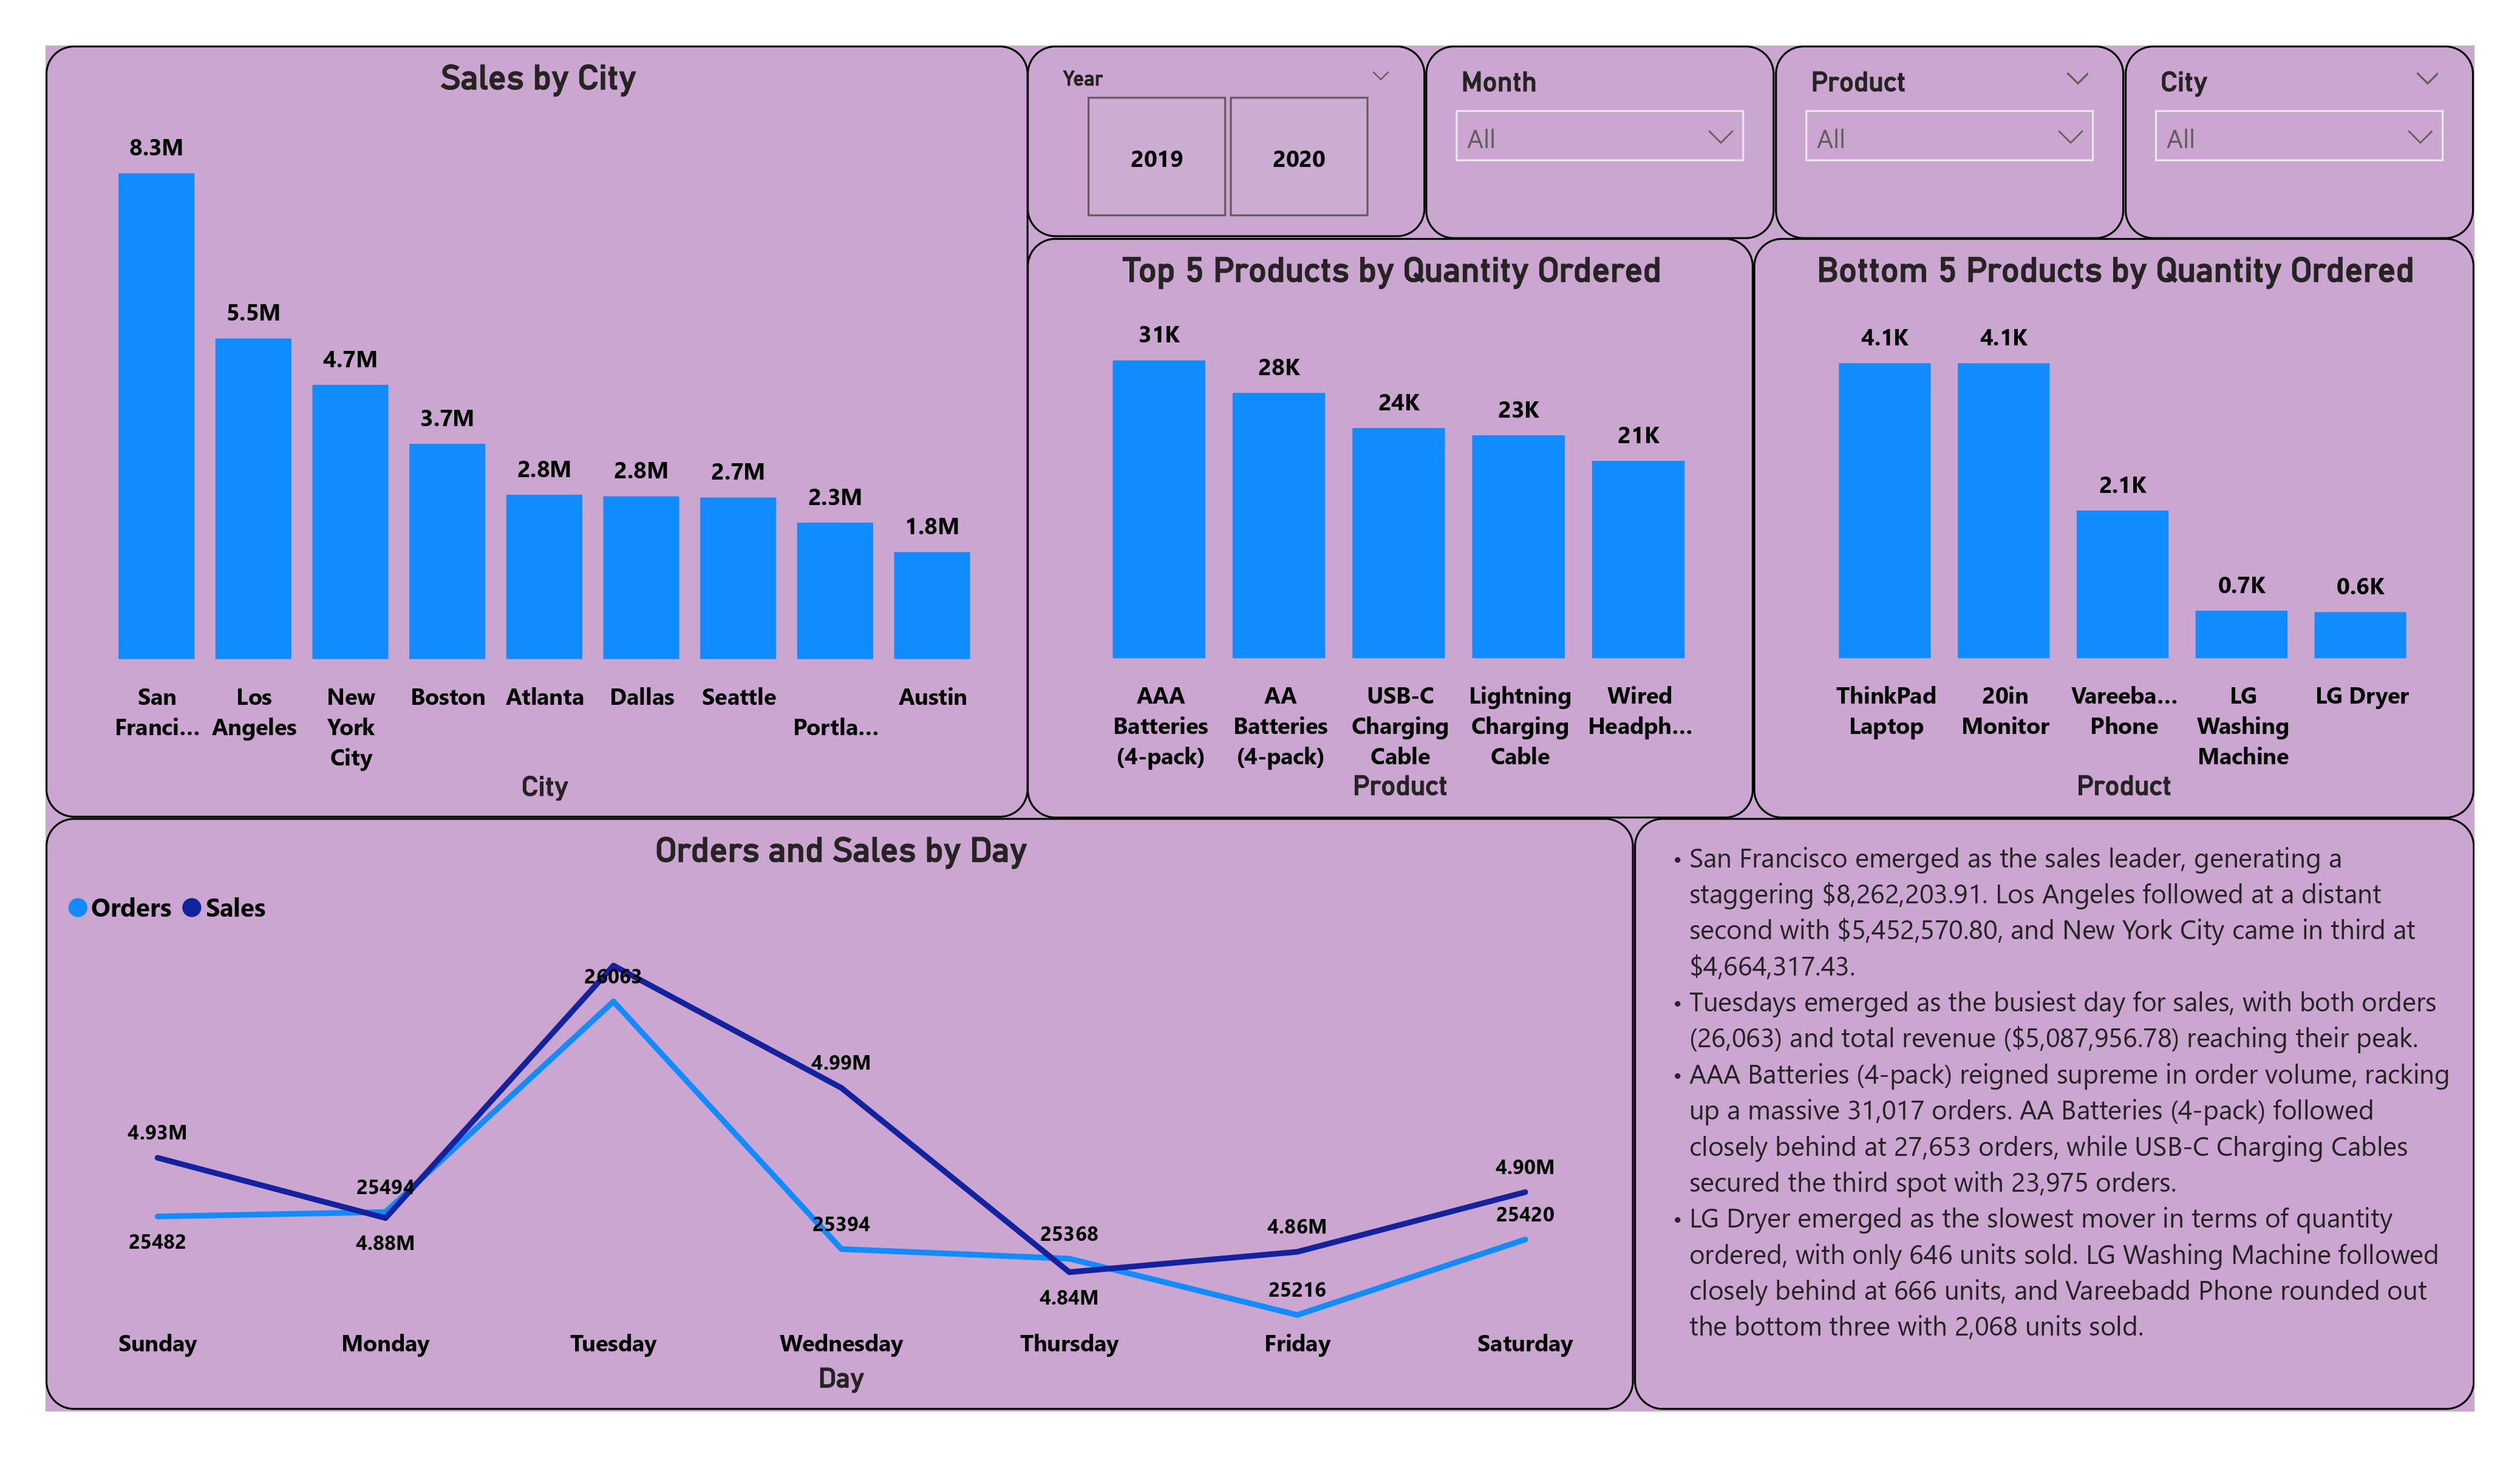 Sales by City
8.3M
5.5M
4.7M
3.7M
2.8M
2.8M
2.7M
2.3M
1.8M
San
Franci...
Los
Angeles
New
York
City
Boston
Atlanta
Dallas
Seattle
Portla...
Austin
City
Year
2019
2020
Month
All
Product
All
City
All
Top 5 Products by Quantity Ordered
31K
28K
24K
23K
21K
AAA
Batteries
(4-pack)
AA
Batteries
(4-pack)
USB-C
Charging
Cable
Lightning
Charging
Cable
Wired
Headph...
Product
Bottom 5 Products by Quantity Ordered
4.1K
4.1K
2.1K
0.7K
0.6K
ThinkPad
Laptop
20in
Monitor
Vareeba...
Phone
LG
Washing
Machine
LG Dryer
Product
Orders and Sales by Day
Orders
Sales
26063
4.99M
4.93M
25494
25482
4.88M
25394
25368
4.84M
4.86M
25216
4.90M
25420
Sunday
Monday
Tuesday
Wednesday
Thursday
Friday
Saturday
Day
• San Francisco emerged as the sales leader, generating a
staggering $8,262,203.91. Los Angeles followed at a distant
second with $5,452,570.80, and New York City came in third at
$4,664,317.43.
• Tuesdays emerged as the busiest day for sales, with both orders
(26,063) and total revenue ($5,087,956.78) reaching their peak.
• AAA Batteries (4-pack) reigned supreme in order volume, racking
up a massive 31,017 orders. AA Batteries (4-pack) followed
closely behind at 27,653 orders, while USB-C Charging Cables
secured the third spot with 23,975 orders.
• LG Dryer emerged as the slowest mover in terms of quantity
ordered, with only 646 units sold. LG Washing Machine followed
closely behind at 666 units, and Vareebadd Phone rounded out
the bottom three with 2,068 units sold.